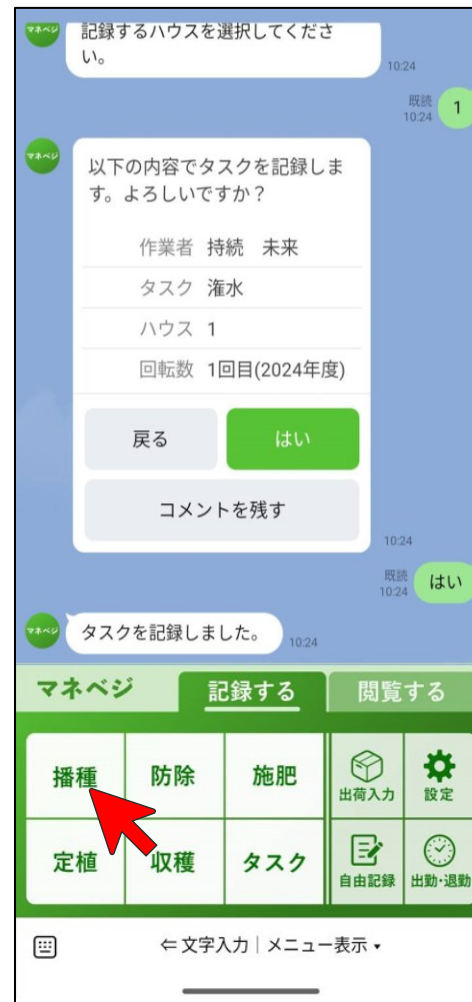 マネベジ
記録するハウスを選択してくださ
い。
10:24
既読
10:24
1
マネベジ
以下の内容でタスクを記録しま
す。よろしいですか？
作業者 持続 未来
タスク 潅水
ハウス 1
回転数 1回目(2024年度)
戻る
はい
コメントを残す
10:24
既読
10:24
はい
マネベジ
タスクを記録しました。
10:24
マネベジ 記録する 閲覧する
播種 防除 施肥 出荷入力 設定
定植 収穫 タスク 自由記録 出勤・退勤
⇐ 文字入力｜メニュー表示 ▾